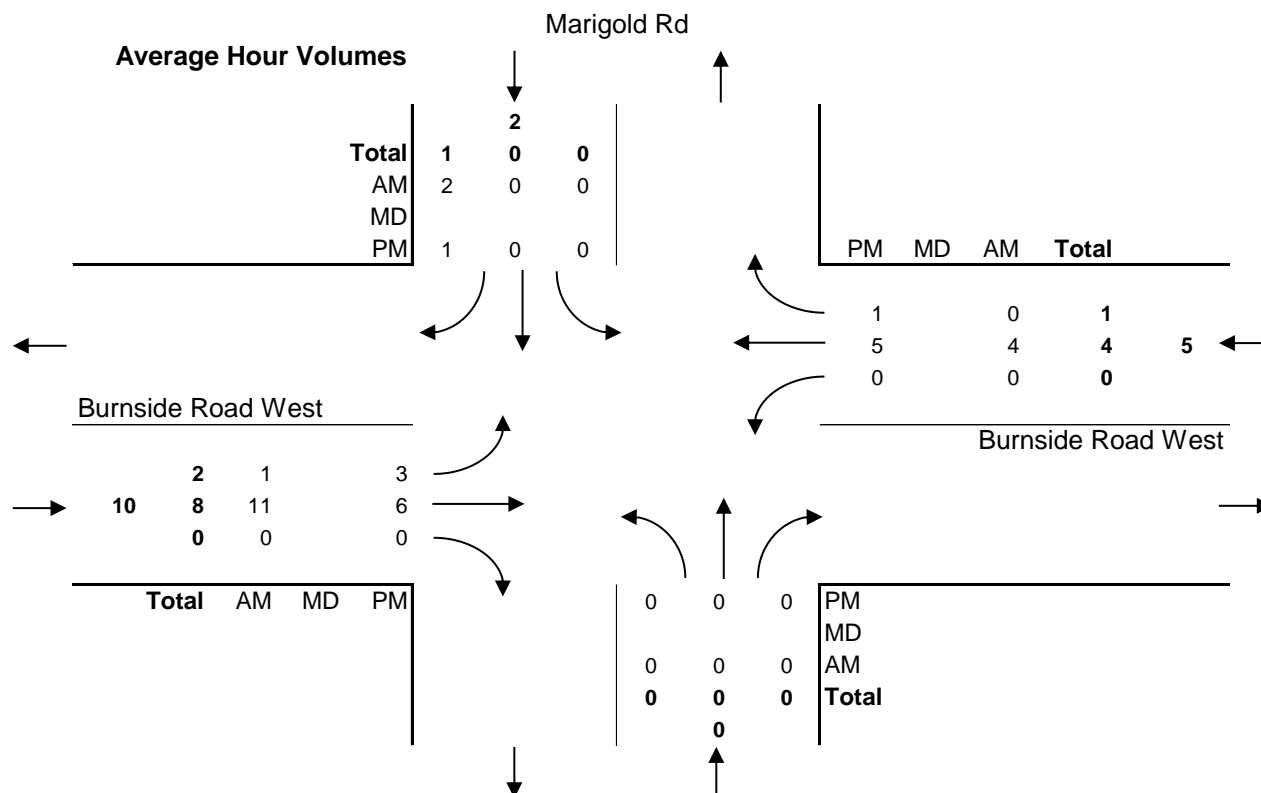 Marigold Rd
Average Hour Volumes
2
Total 1 0 0
AM 2 0 0
MD
PM 1 0 0
PM MD AM Total
1 0 1
5 4 4 5
0 0 0
Burnside Road West
Burnside Road West
2 1 3
10 8 11 6
0 0 0
Total AM MD PM
0 0 0 PM
MD
0 0 0 AM
0 0 0 Total
0